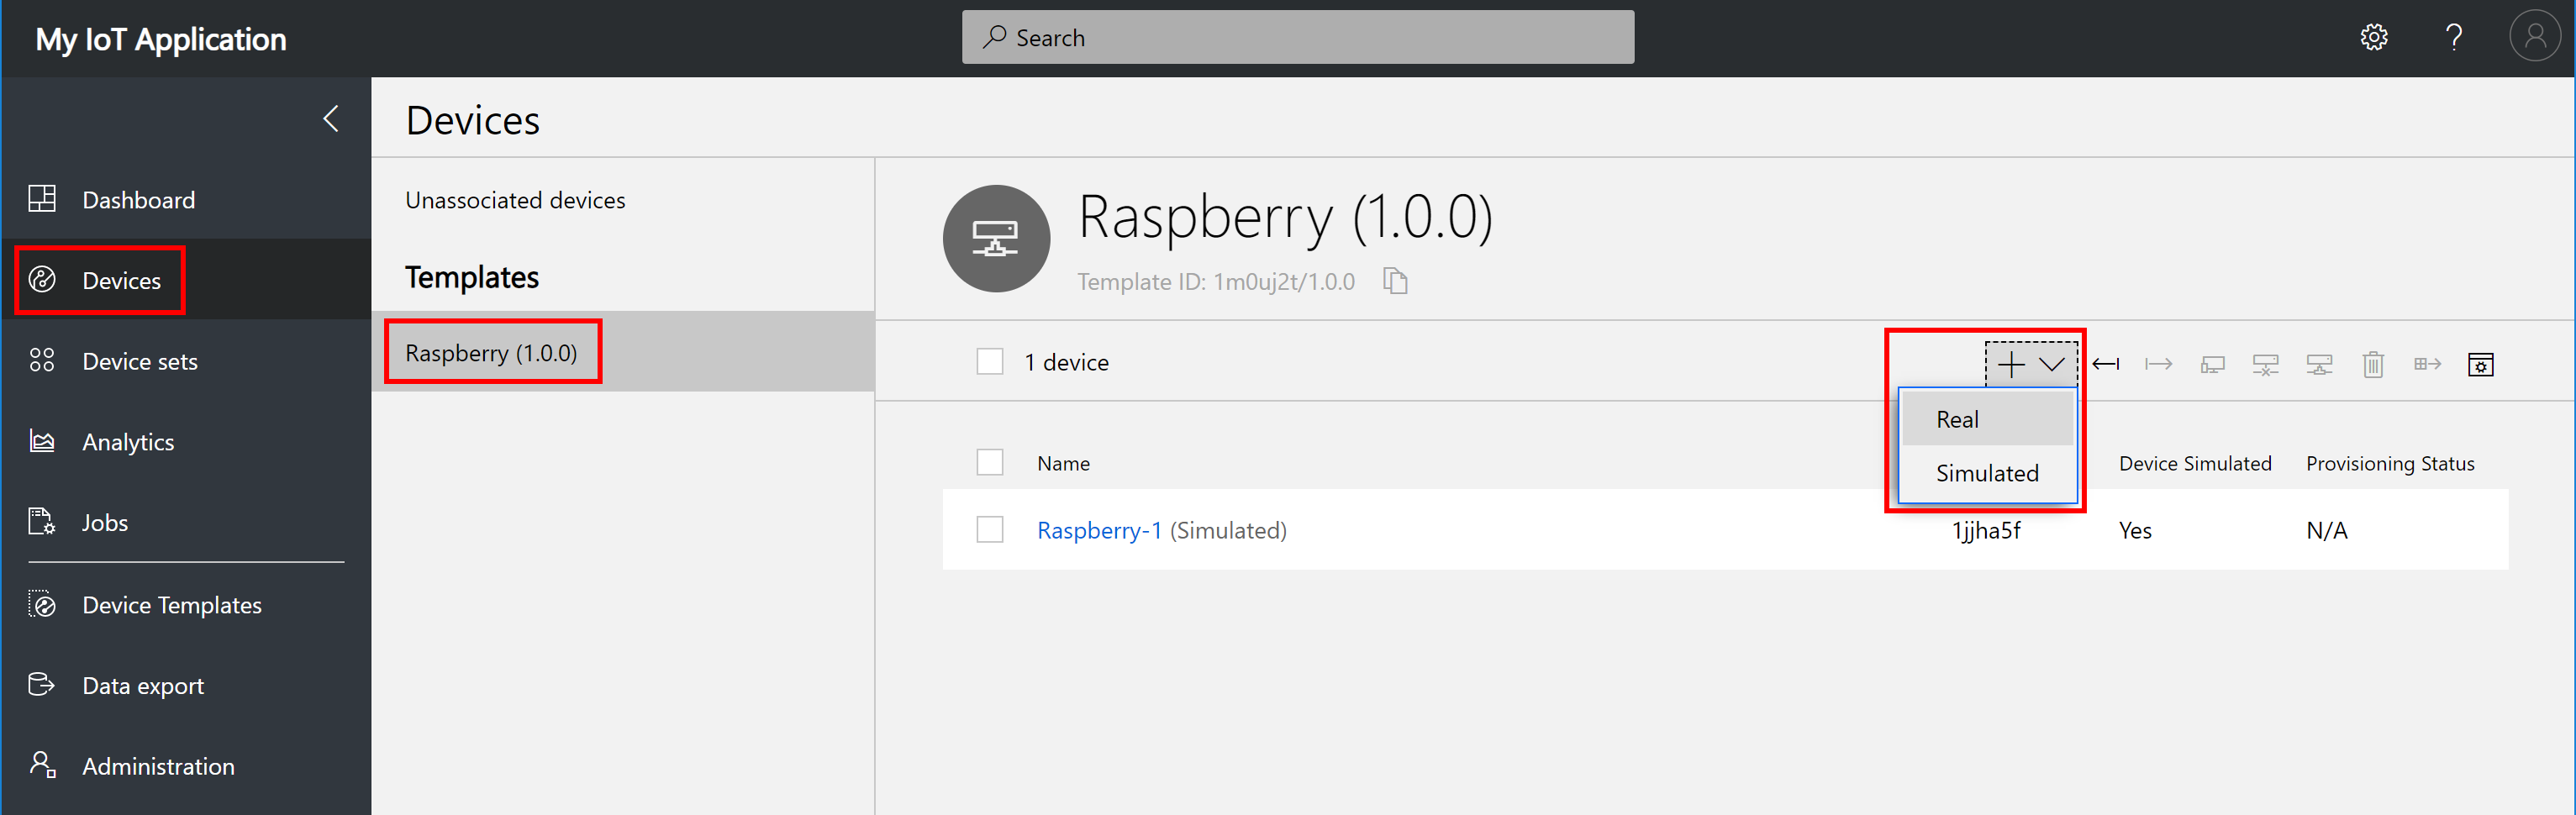 My IoT Application
Search
Devices
Dashboard
Devices
Device sets
Analytics
Jobs
Device Templates
Data export
Administration
Unassociated devices
Templates
Raspberry (1.0.0)
Raspberry (1.0.0)
Template ID: 1m0uj2t/1.0.0
1 device
Real
Simulated
Name Device Simulated Provisioning Status
Raspberry-1 (Simulated) 1jjha5f Yes N/A